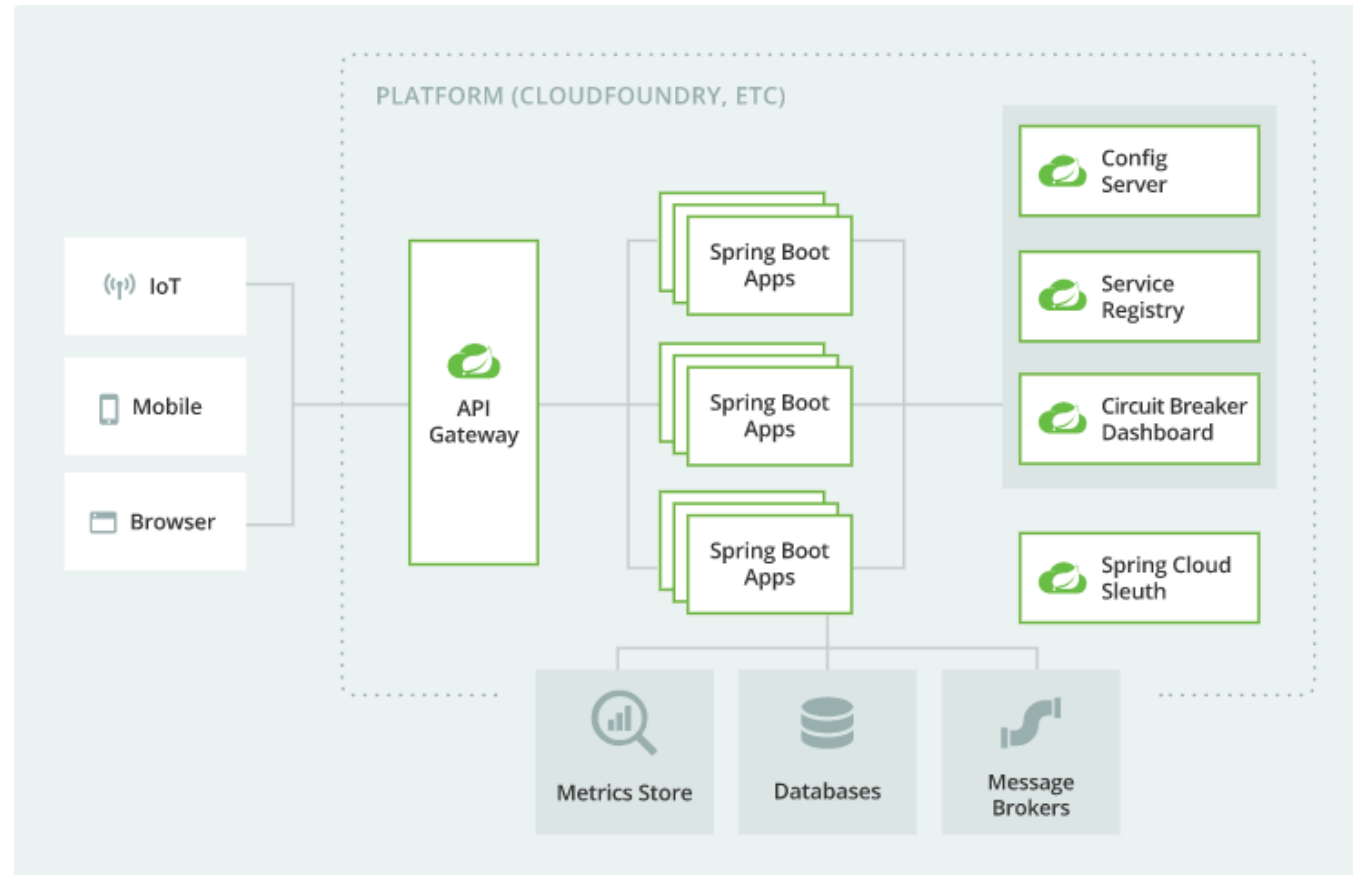 PLATFORM (CLOUDFOUNDRY, ETC)
IoT
Mobile
Browser
API
Gateway
Spring Boot
Apps
Spring Boot
Apps
Spring Boot
Apps
Config
Server
Service
Registry
Circuit Breaker
Dashboard
Spring Cloud
Sleuth
Metrics Store
Databases
Message
Brokers